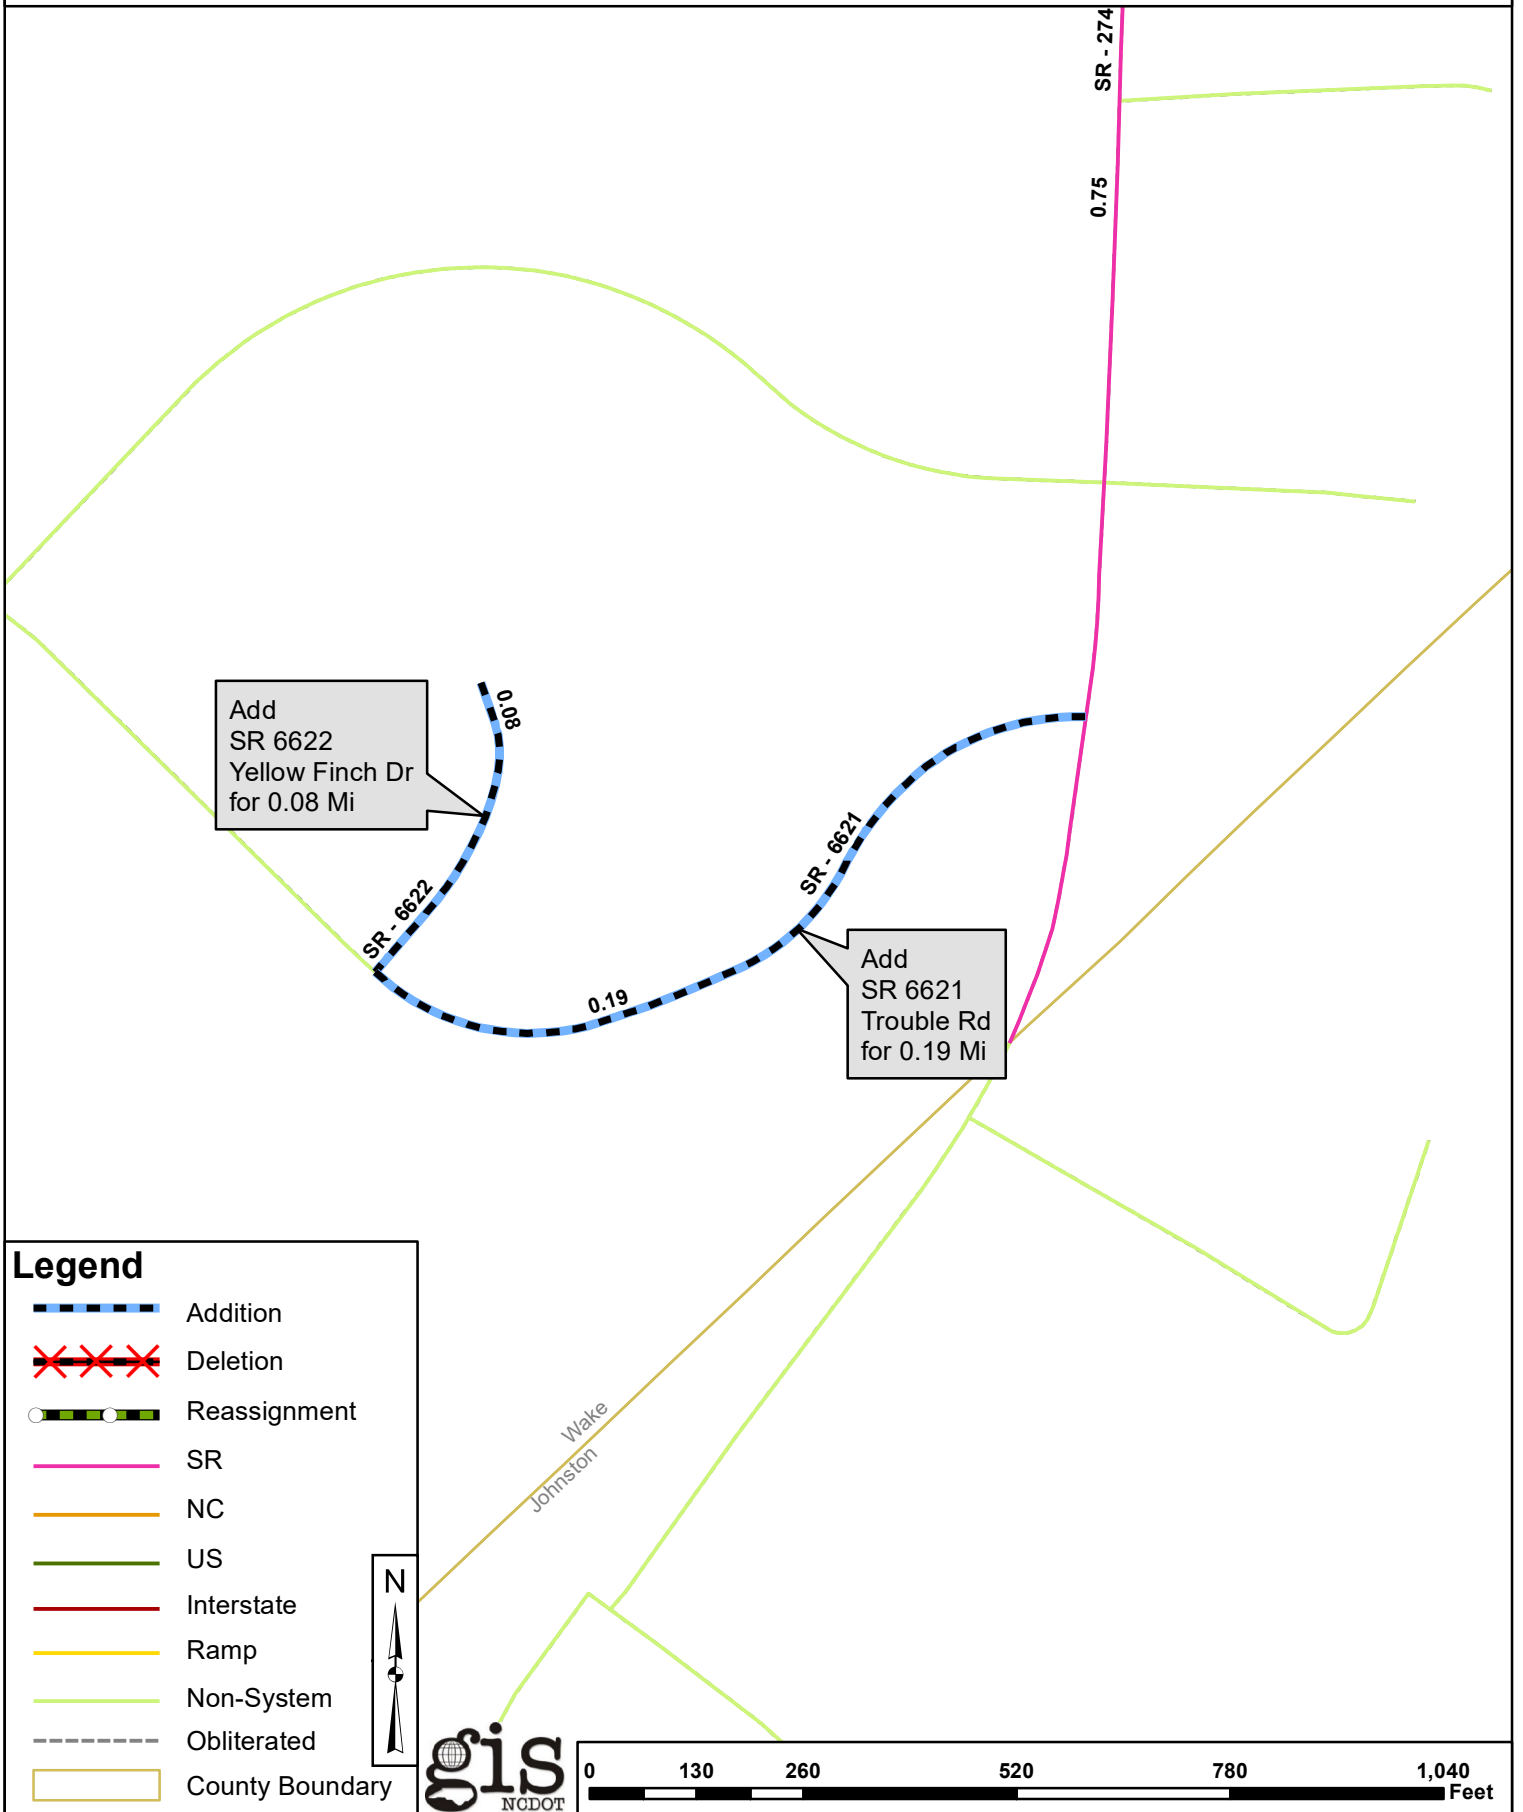 SR - 274
0.75
0.08
Add
SR 6622
Yellow Finch Dr
for 0.08 Mi
SR - 6621
SR - 6622
Add
SR 6621
Trouble Rd
for 0.19 Mi
0.19
Wake
Johnston
Legend
Addition
Deletion
Reassignment
SR
NC
US
Interstate
Ramp
Non-System
Obliterated
County Boundary
N
gis
NCDOT
0 130 260 520 780 1,040
Feet